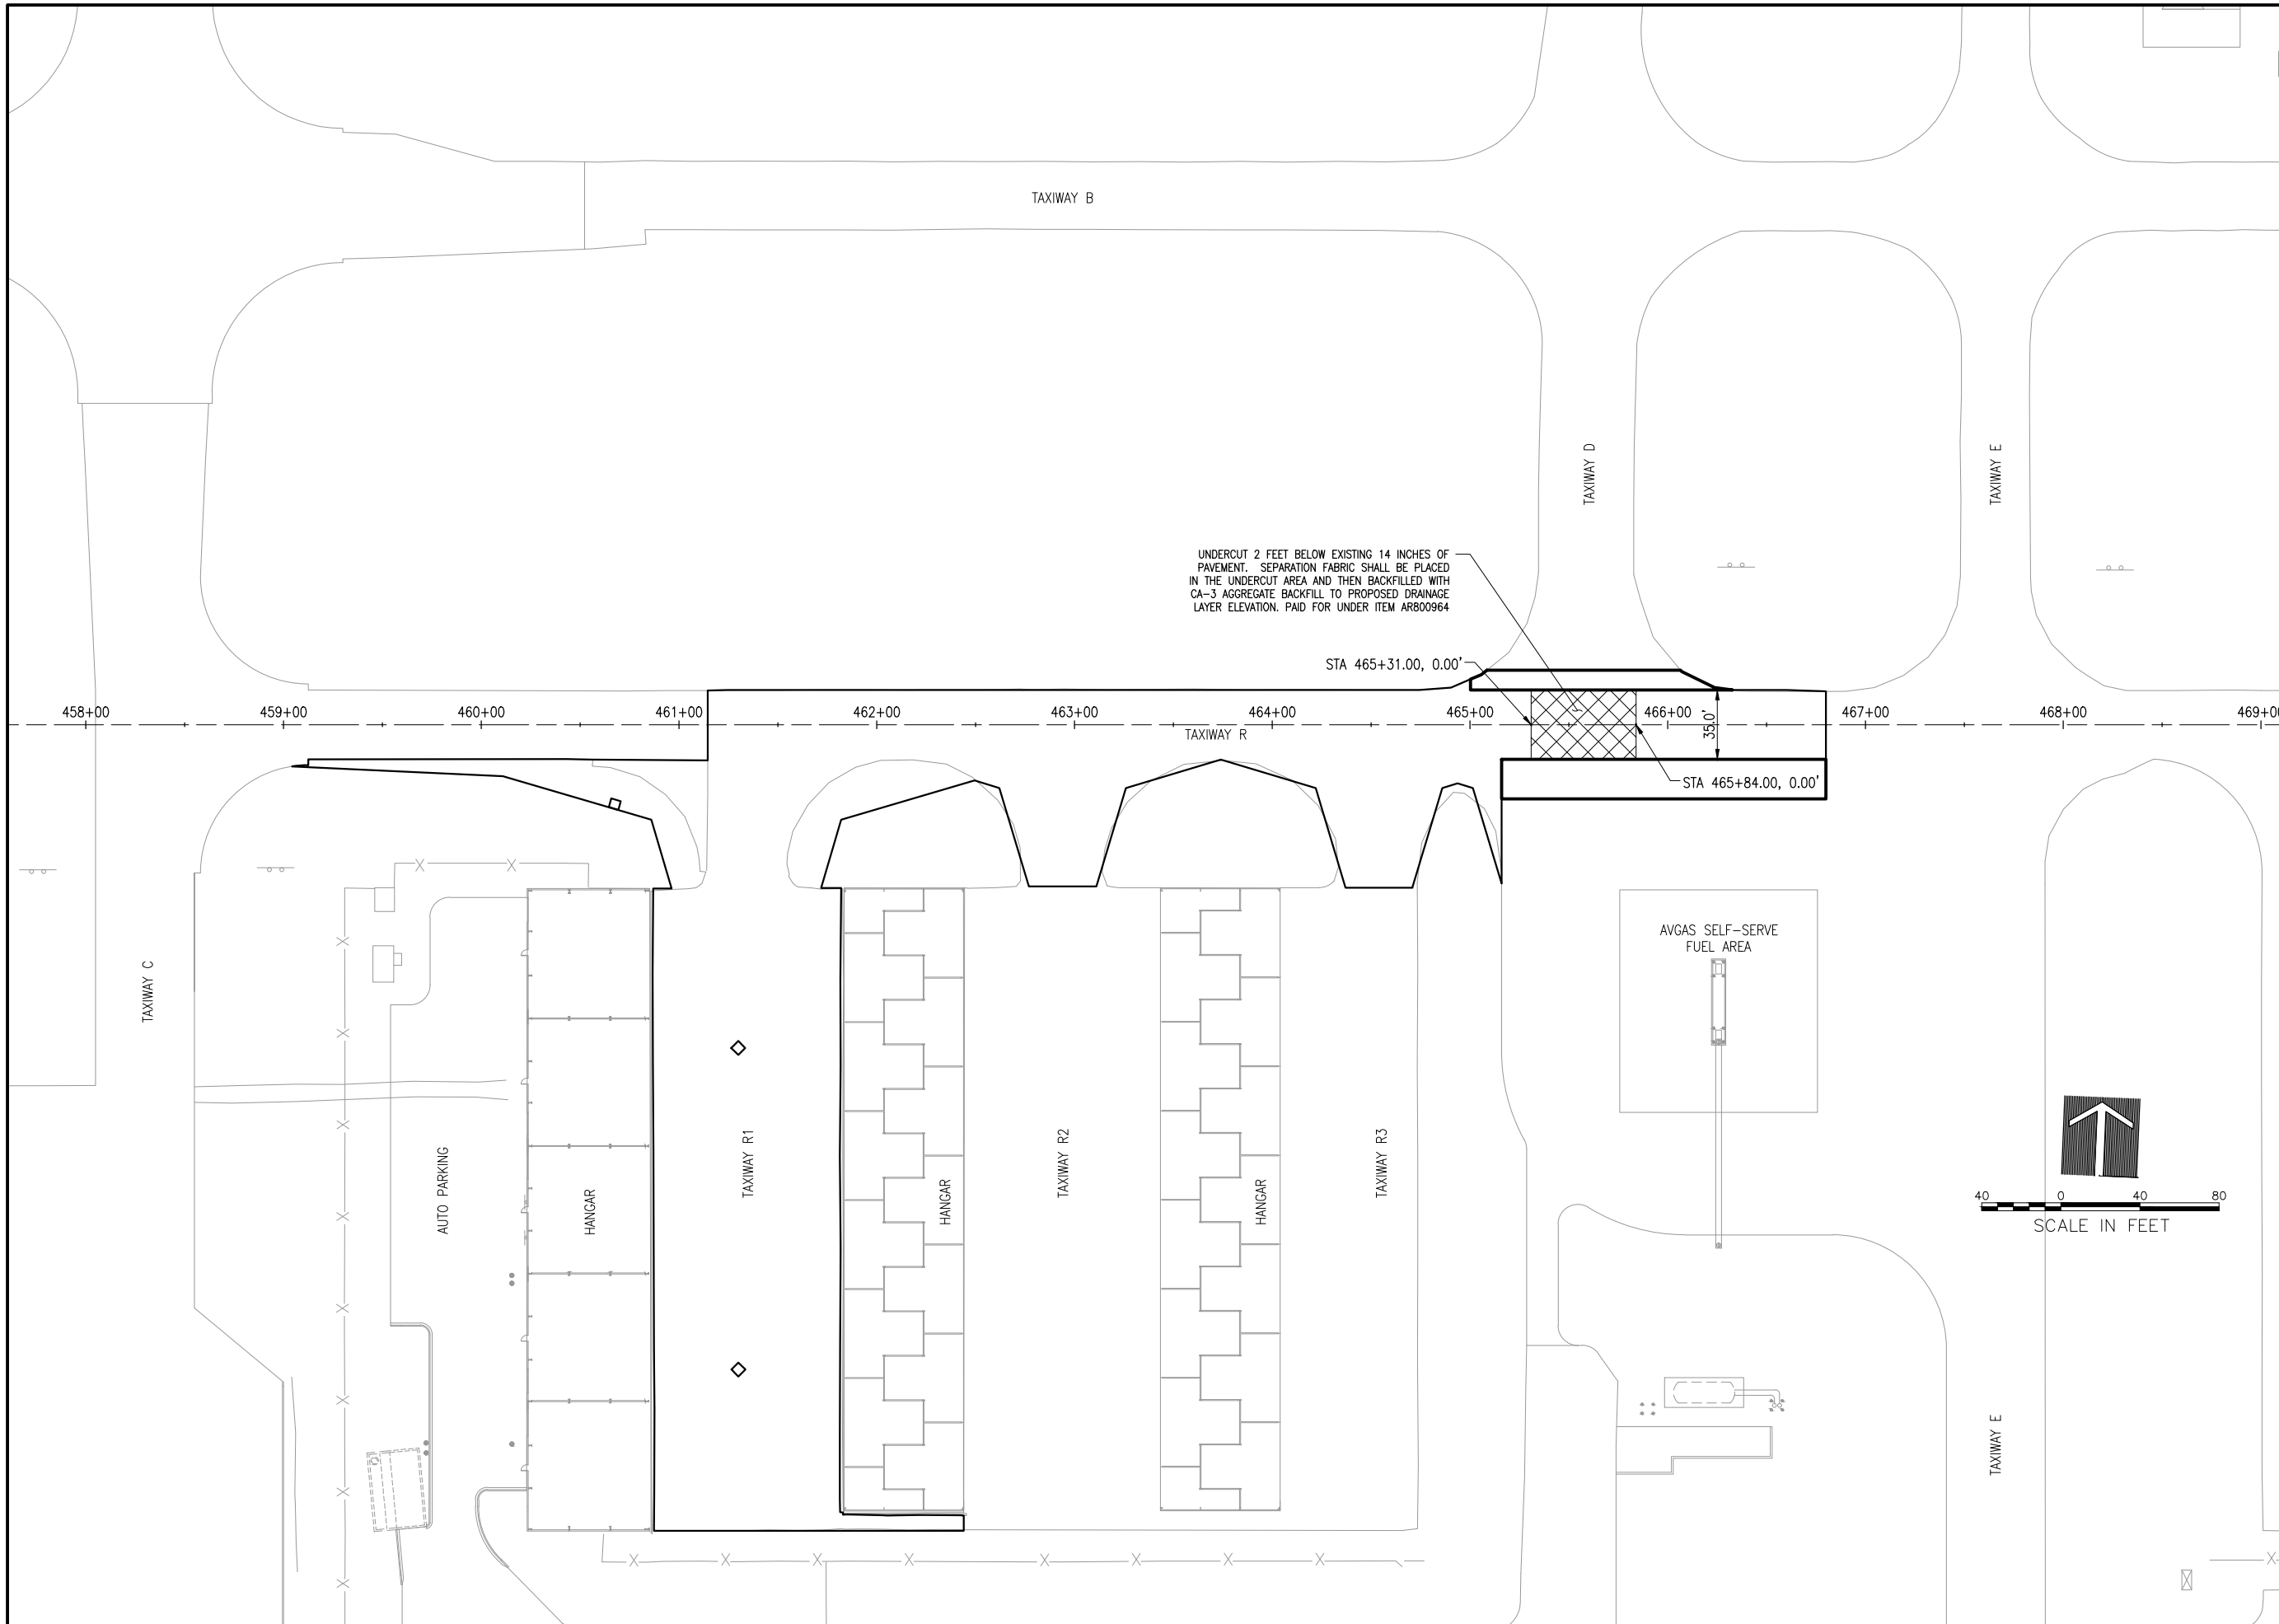 TAXIWAY B
TAXIWAY D
TAXIWAY E
UNDERCUT 2 FEET BELOW EXISTING 14 INCHES OF
PAVEMENT. SEPARATION FABRIC SHALL BE PLACED
IN THE UNDERCUT AREA AND THEN BACKFILLED WITH
CA-3 AGGREGATE BACKFILL TO PROPOSED DRAINAGE
LAYER ELEVATION. PAID FOR UNDER ITEM AR800964
STA 465+31.00, 0.00'
458+00
459+00
460+00
461+00
462+00
463+00
464+00
465+00
466+00
467+00
468+00
35.0'
TAXIWAY R
STA 465+84.00, 0.00'
AVGAS SELF-SERVE
FUEL AREA
TAXIWAY C
AUTO PARKING
HANGAR
TAXIWAY R1
HANGAR
TAXIWAY R2
HANGAR
TAXIWAY R3
40 0 40 80
SCALE IN FEET
TAXIWAY E